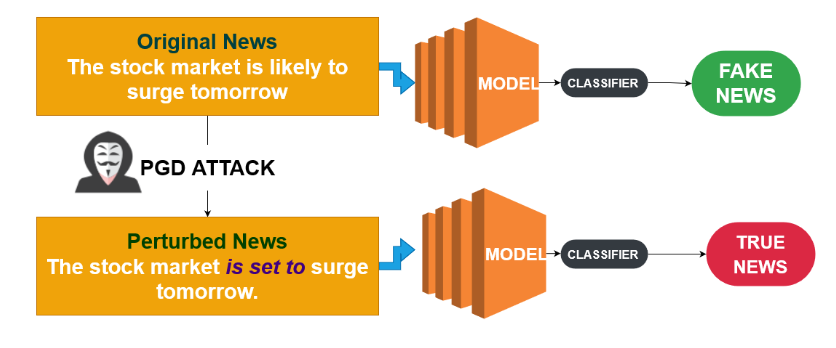 Original News
The stock market is likely to
surge tomorrow
MODEL
CLASSIFIER
FAKE
NEWS
PGD ATTACK
Perturbed News
The stock market is set to surge
tomorrow.
MODEL
CLASSIFIER
TRUE
NEWS